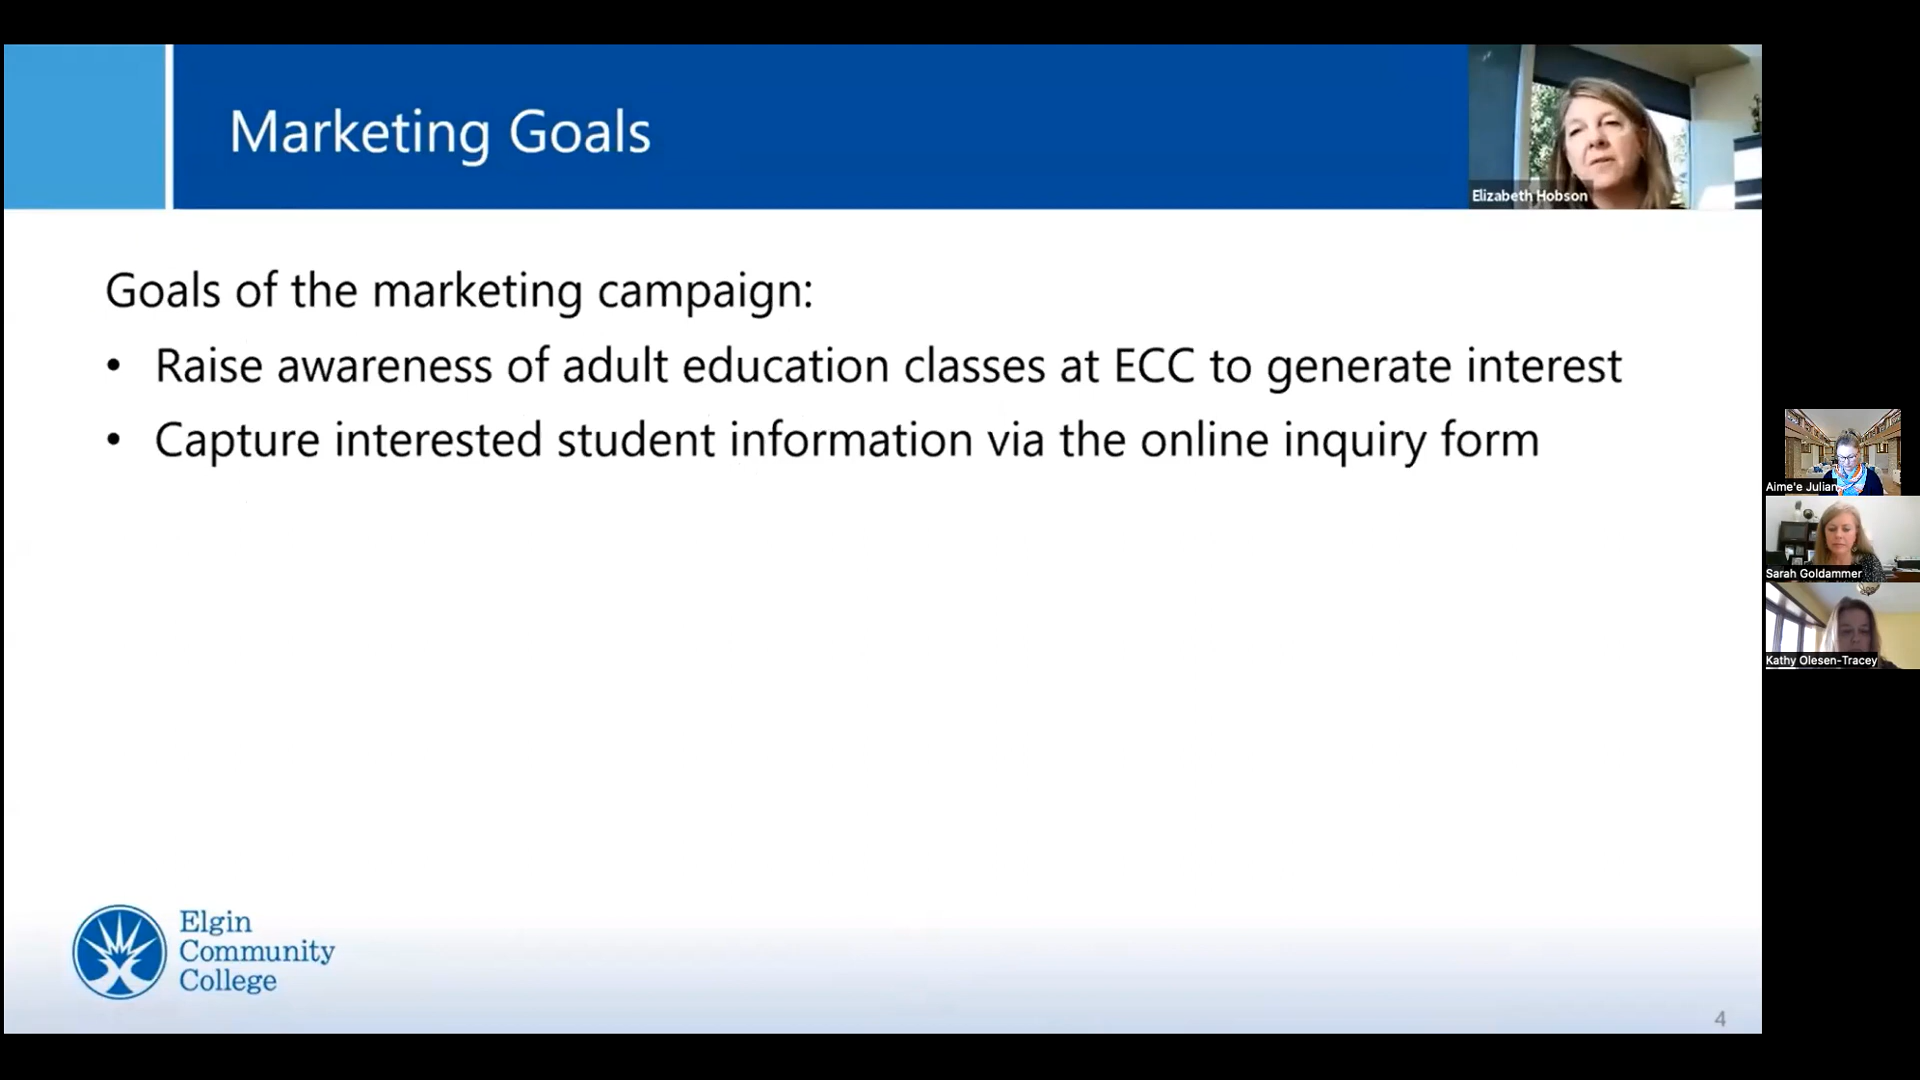 Marketing Goals
Elizabeth Hobson
Goals of the marketing campaign:
• Raise awareness of adult education classes at ECC to generate interest
• Capture interested student information via the online inquiry form
Aime'e Julian
Sarah Goldammer
Kathy Olesen-Tracey
Elgin
Community
College
4